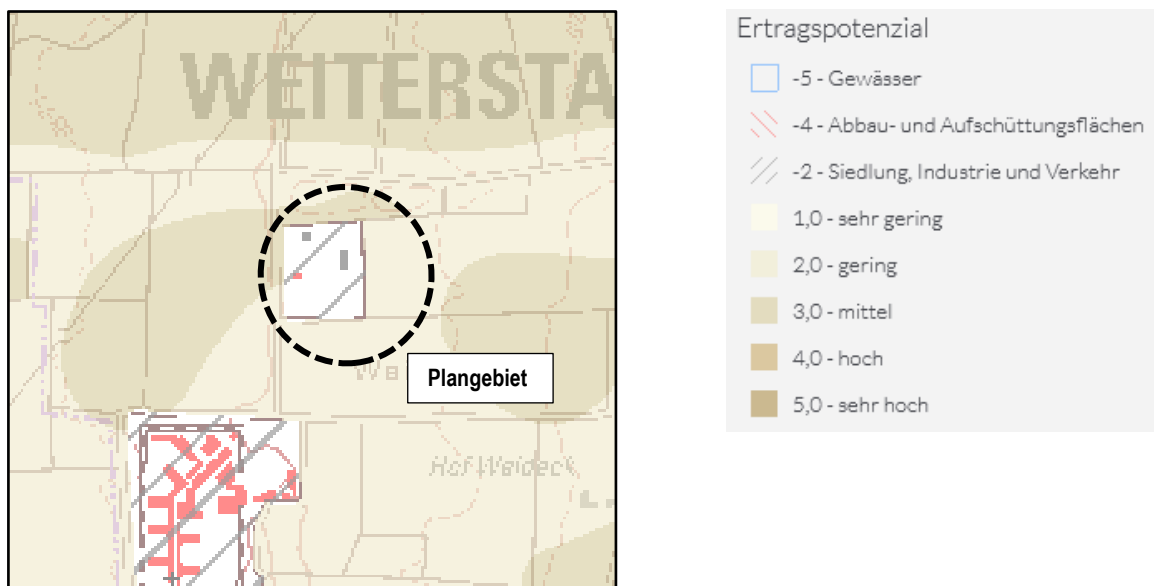 WEITERSTA
Plangebiet
Hof Weideck
Ertragspotenzial
-5 - Gewässer
-4 - Abbau- und Aufschüttungsflächen
-2 - Siedlung, Industrie und Verkehr
1,0 - sehr gering
2,0 - gering
3,0 - mittel
4,0 - hoch
5,0 - sehr hoch